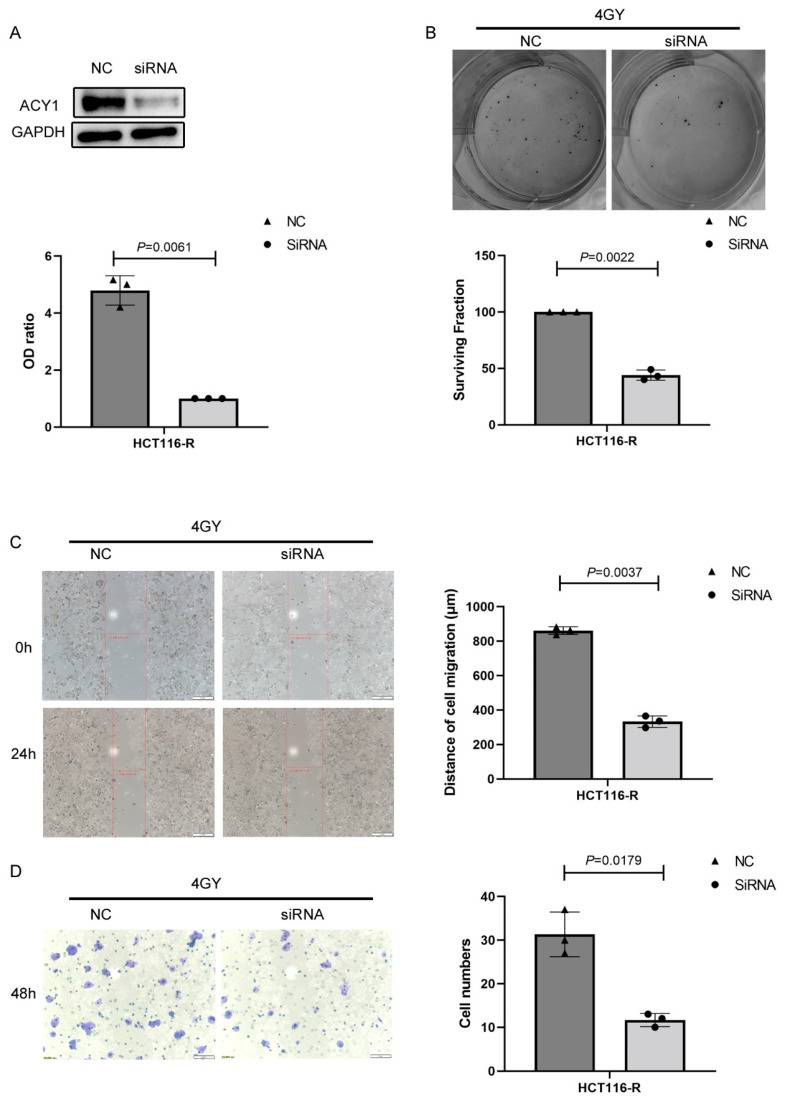 A
NC siRNA
ACY1
GAPDH
NC
SiRNA
P=0.0061
6
4
2
0
OD ratio
HCT116-R
B
4GY
NC siRNA
NC
SiRNA
P=0.0022
150
100
50
0
Surviving Fraction
HCT116-R
C
4GY
NC siRNA
0h
24h
NC
SiRNA
P=0.0037
1000
800
600
400
200
0
Distance of cell migration (μm)
HCT116-R
D
4GY
NC siRNA
48h
NC
SiRNA
P=0.0179
40
30
20
10
0
Cell numbers
HCT116-R